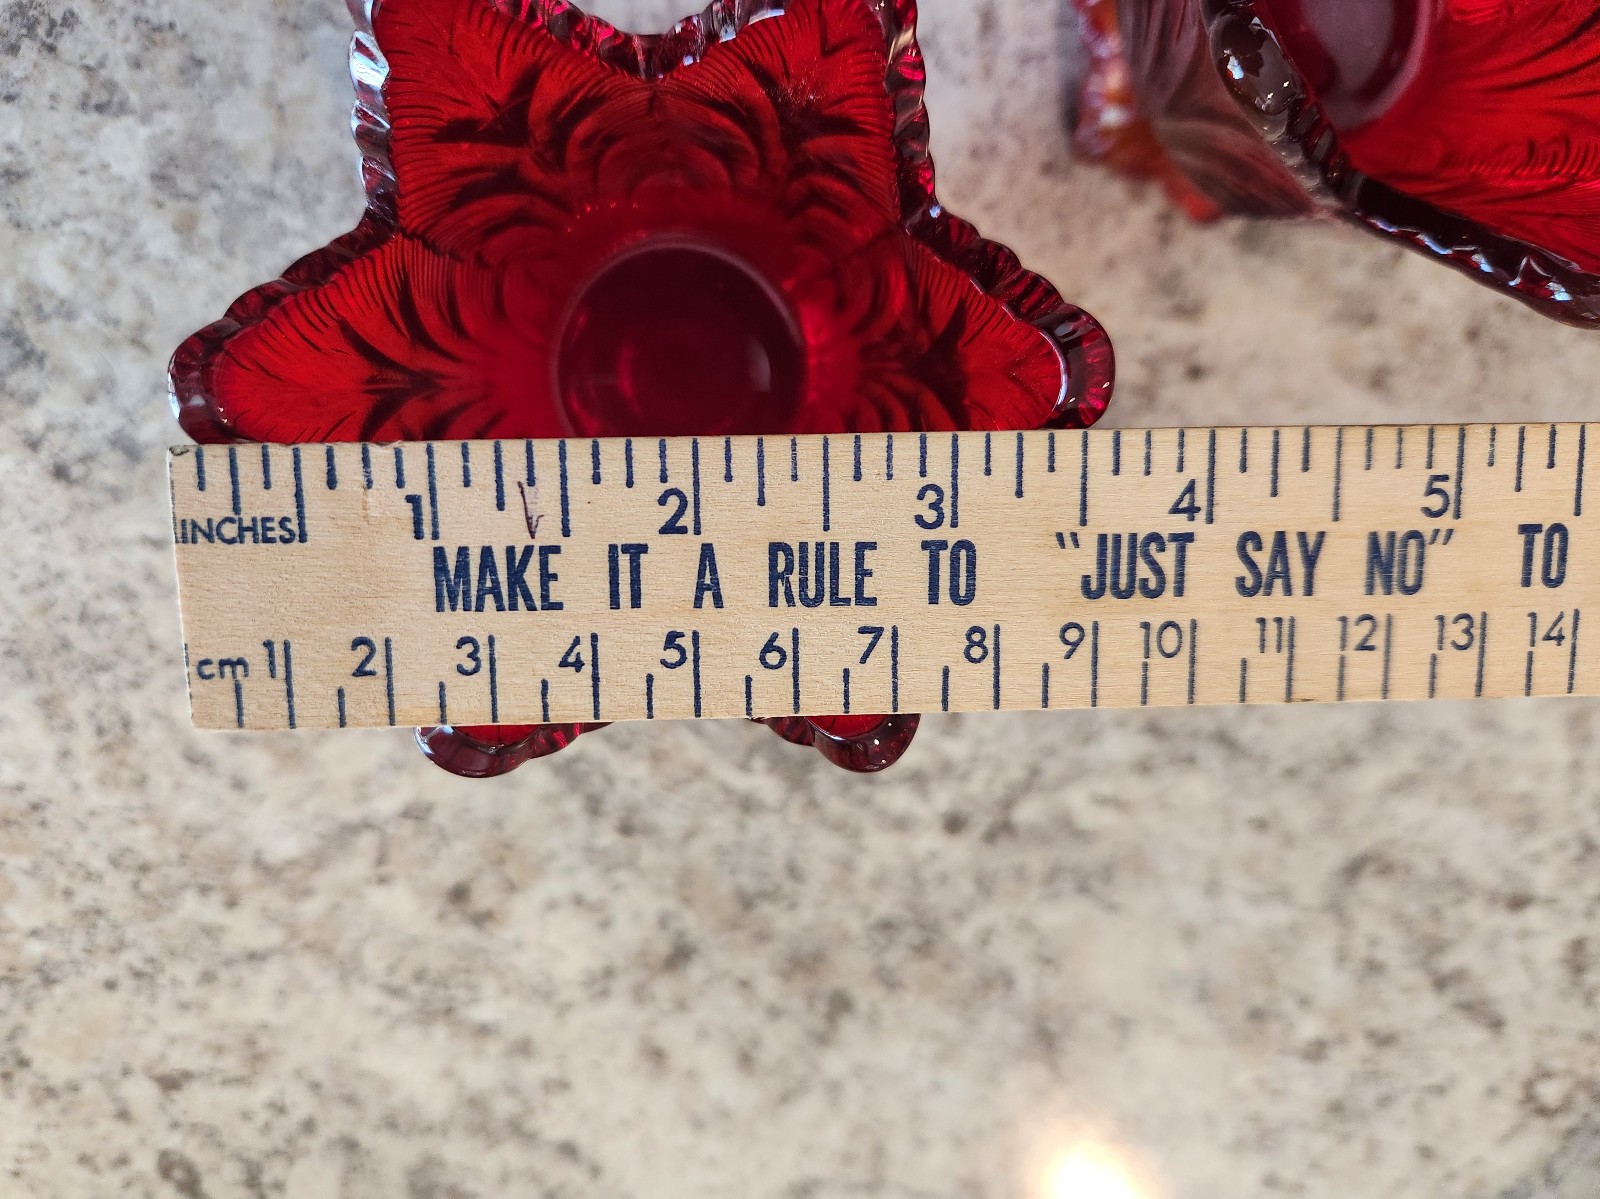 1 2 3 4 5
INCHES
MAKE IT A RULE TO "JUST SAY NO" TO
cm 1 2 3 4 5 6 7 8 9 10 11 12 13 14